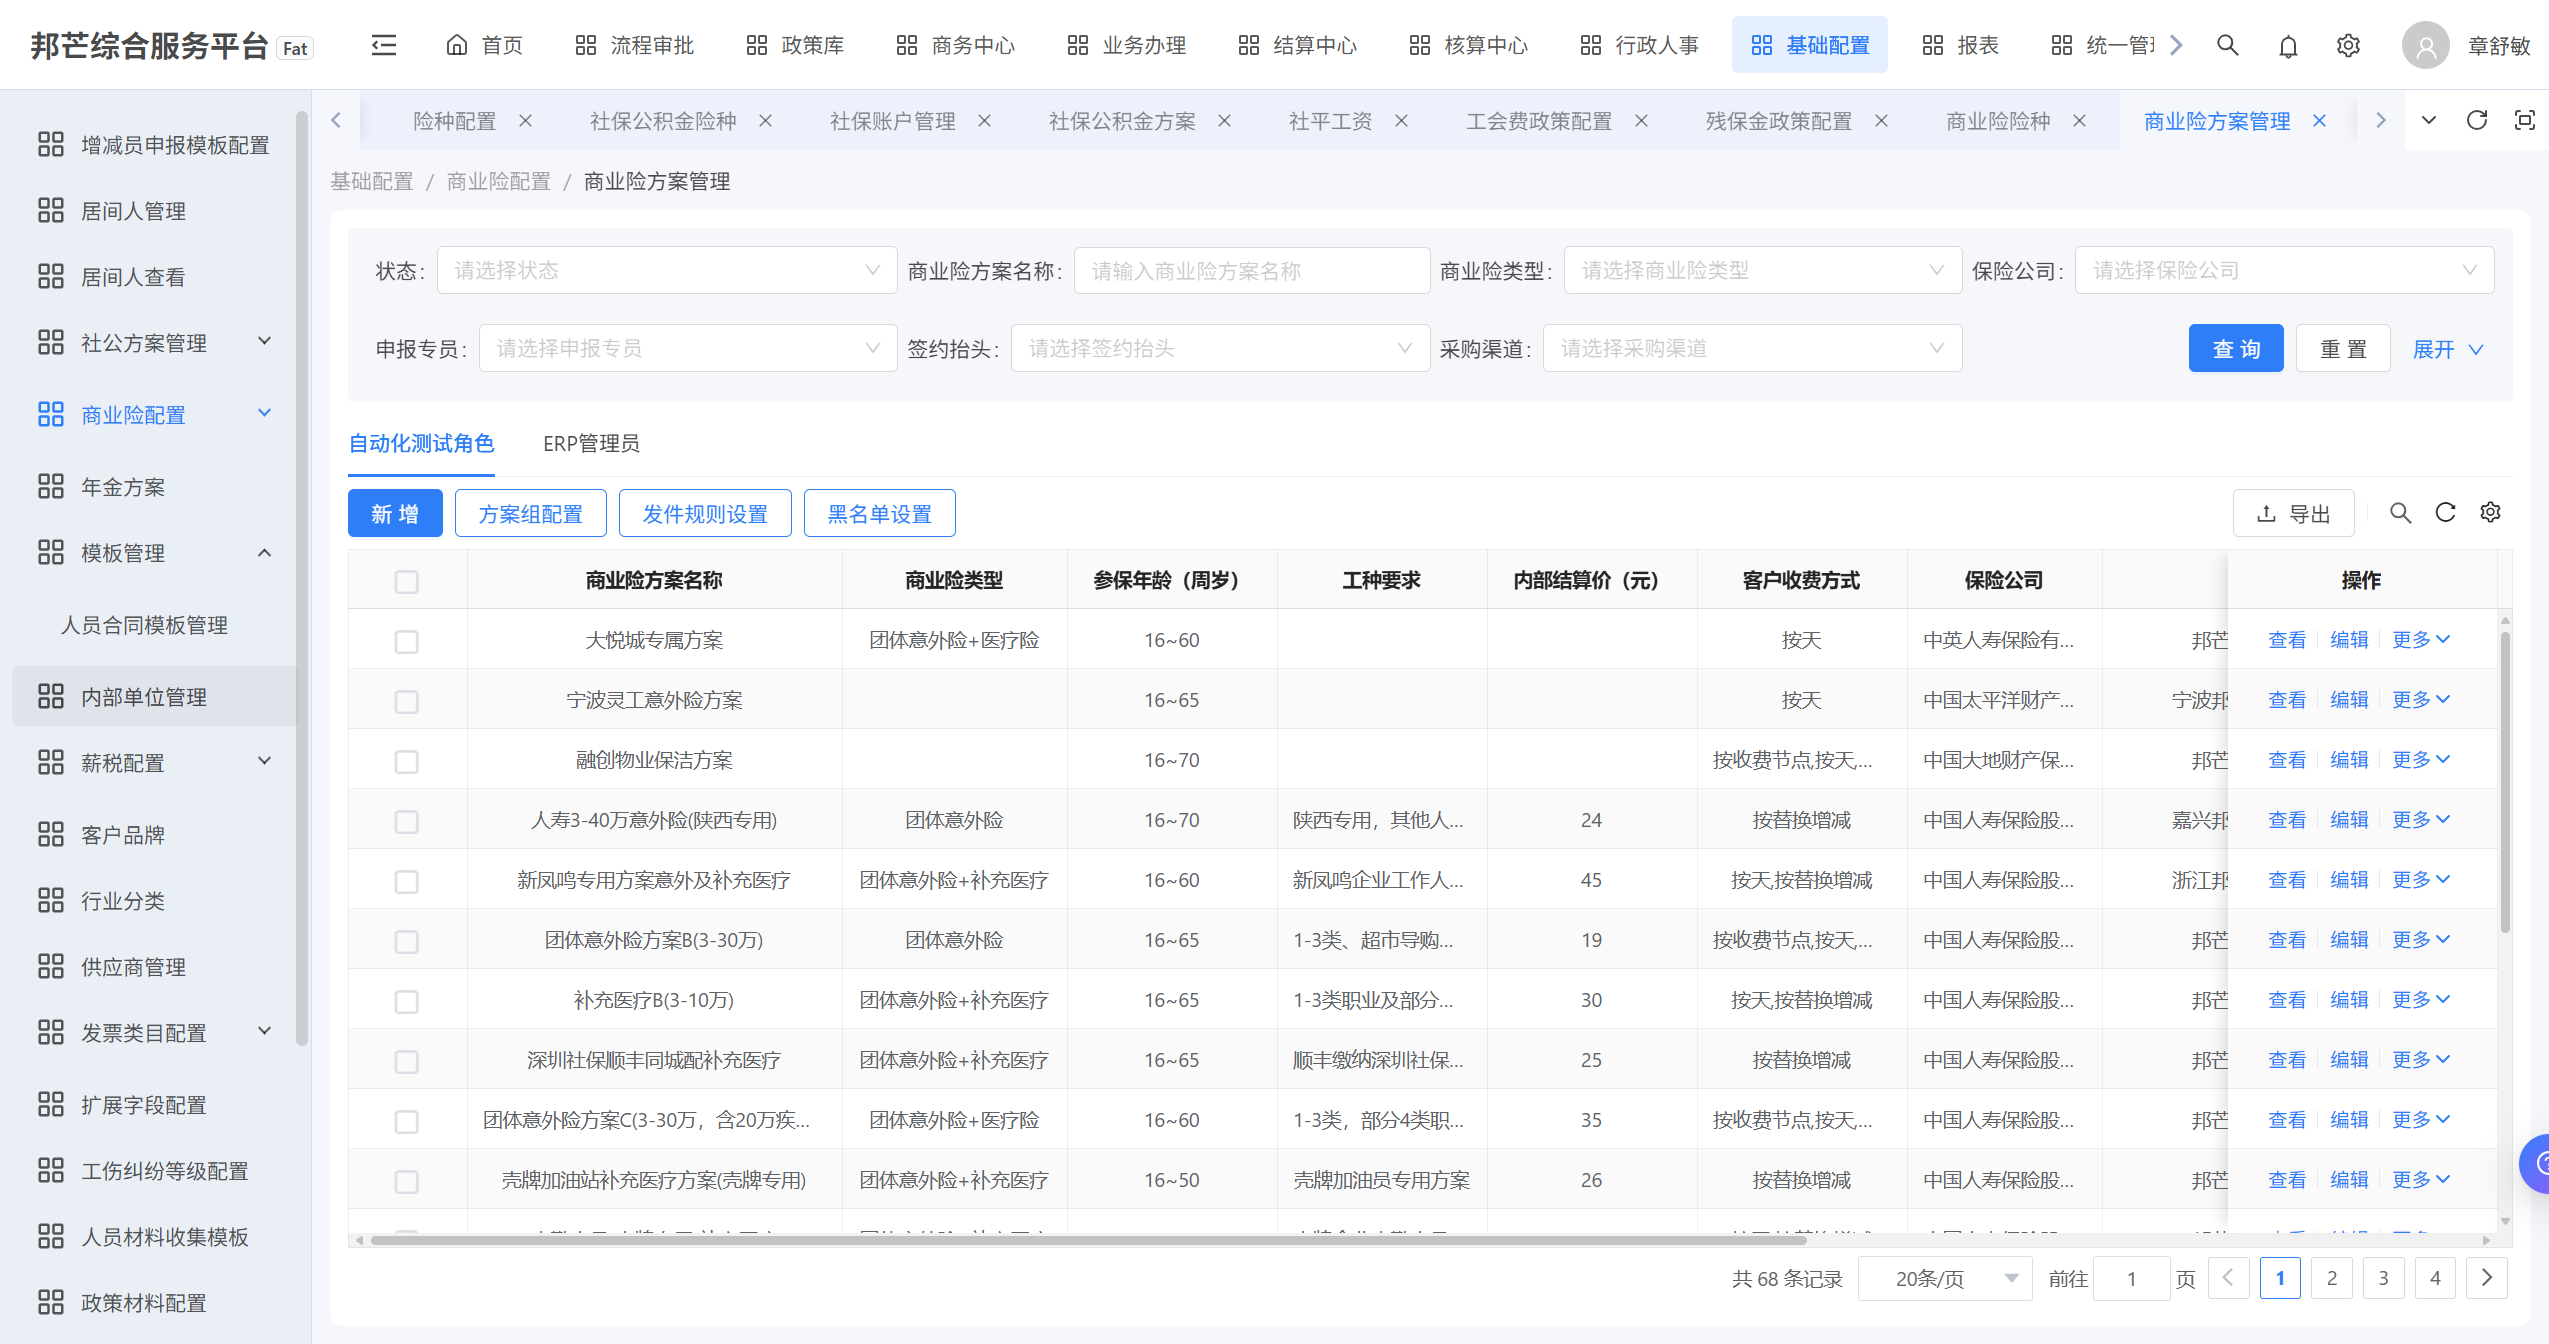 邦芒综合服务平台 Fat
首页 流程审批 政策库 商务中心 业务办理 结算中心 核算中心 行政人事 基础配置 报表 统一管 章舒敏
险种配置 社保公积金险种 社保账户管理 社保公积金方案 社平工资 工会费政策配置 残保金政策配置 商业险险种 商业险方案管理
基础配置 / 商业险配置 / 商业险方案管理
增减员申报模板配置
居间人管理
居间人查看
社公方案管理
商业险配置
年金方案
模板管理
人员合同模板管理
内部单位管理
薪税配置
客户品牌
行业分类
供应商管理
发票类目配置
扩展字段配置
工伤纠纷等级配置
人员材料收集模板
政策材料配置
状态: 请选择状态 商业险方案名称: 请输入商业险方案名称 商业险类型: 请选择商业险类型 保险公司: 请选择保险公司
申报专员: 请选择申报专员 签约抬头: 请选择签约抬头 采购渠道: 请选择采购渠道 查 询 重 置 展开
自动化测试角色 ERP管理员
新 增 方案组配置 发件规则设置 黑名单设置 导出
商业险方案名称 商业险类型 参保年龄（周岁） 工种要求 内部结算价（元） 客户收费方式 保险公司 操作
大悦城专属方案 团体意外险+医疗险 16~60 按天 中英人寿保险有... 邦芒 查看 编辑 更多
宁波灵工意外险方案 16~65 按天 中国太平洋财产... 宁波邦 查看 编辑 更多
融创物业保洁方案 16~70 按收费节点,按天,... 中国大地财产保... 邦芒 查看 编辑 更多
人寿3-40万意外险(陕西专用) 团体意外险 16~70 陕西专用，其他人... 24 按替换增减 中国人寿保险股... 嘉兴邦 查看 编辑 更多
新凤鸣专用方案意外及补充医疗 团体意外险+补充医疗 16~60 新凤鸣企业工作人... 45 按天,按替换增减 中国人寿保险股... 浙江邦 查看 编辑 更多
团体意外险方案B(3-30万) 团体意外险 16~65 1-3类、超市导购... 19 按收费节点,按天,... 中国人寿保险股... 邦芒 查看 编辑 更多
补充医疗B(3-10万) 团体意外险+补充医疗 16~65 1-3类职业及部分... 30 按天,按替换增减 中国人寿保险股... 邦芒 查看 编辑 更多
深圳社保顺丰同城配补充医疗 团体意外险+补充医疗 16~65 顺丰缴纳深圳社保... 25 按替换增减 中国人寿保险股... 邦芒 查看 编辑 更多
团体意外险方案C(3-30万，含20万疾... 团体意外险+医疗险 16~60 1-3类，部分4类职... 35 按收费节点,按天,... 中国人寿保险股... 邦芒 查看 编辑 更多
壳牌加油站补充医疗方案(壳牌专用) 团体意外险+补充医疗 16~50 壳牌加油员专用方案 26 按替换增减 中国人寿保险股... 邦芒 查看 编辑 更多
共 68 条记录 20条/页 前往 1 页 1 2 3 4